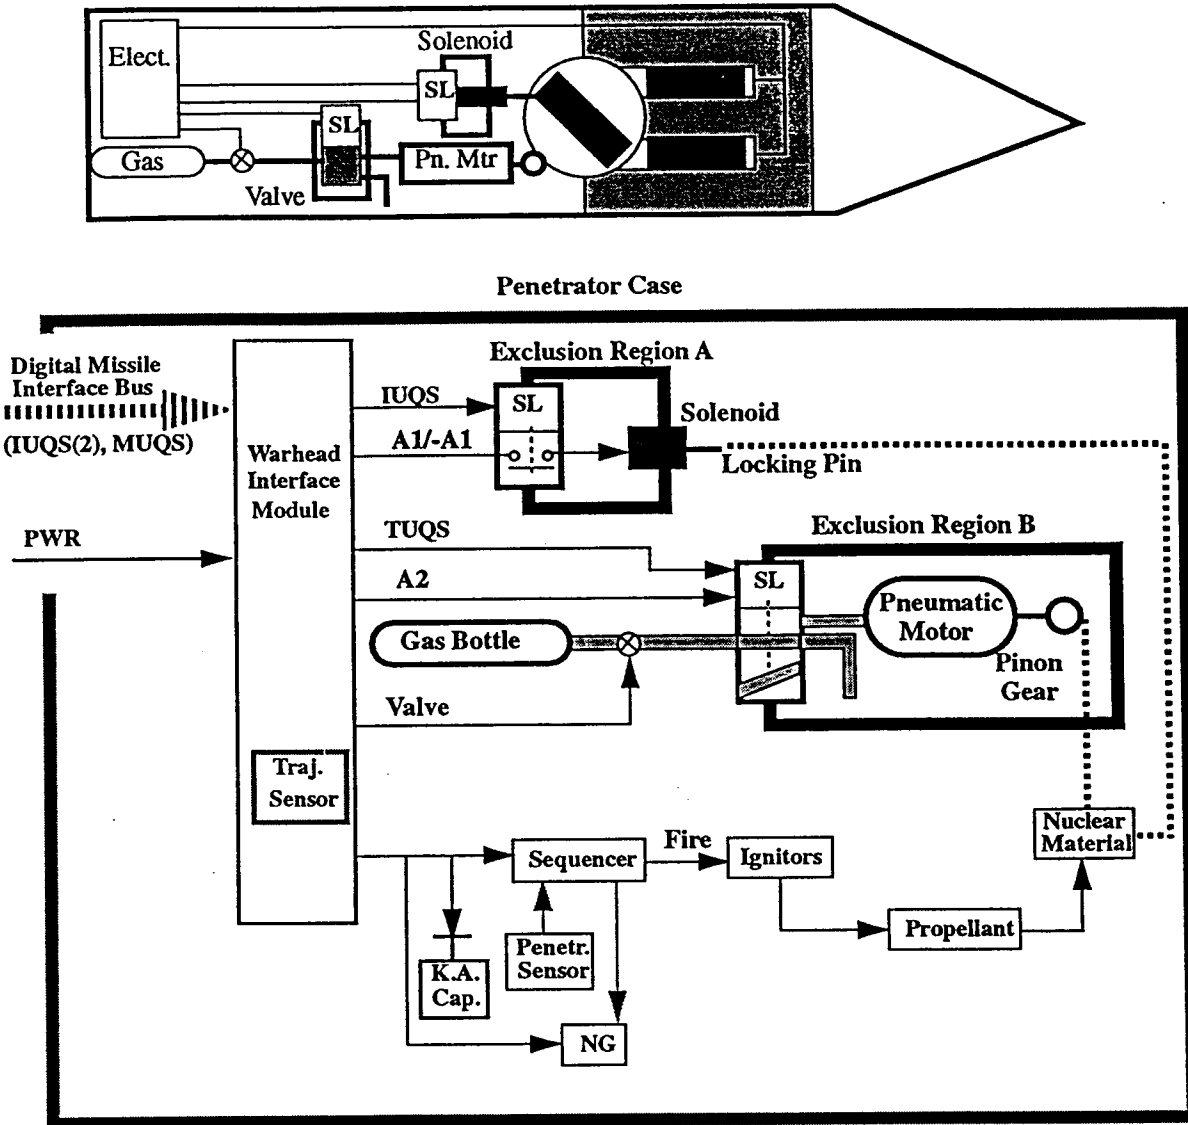 Elect.
Solenoid
SL
SL
Gas
Pn. Mtr
Valve
Penetrator Case
Digital Missile
Interface Bus
(IUQS(2), MUQS)
PWR
Warhead
Interface
Module
IUQS
A1/-A1
Exclusion Region A
SL
Solenoid
Locking Pin
TUQS
A2
Exclusion Region B
SL
Gas Bottle
Pneumatic
Motor
Pinon
Gear
Valve
Traj.
Sensor
Sequencer
Fire
Ignitors
Nuclear
Material
Propellant
Penetr.
Sensor
K.A.
Cap.
NG